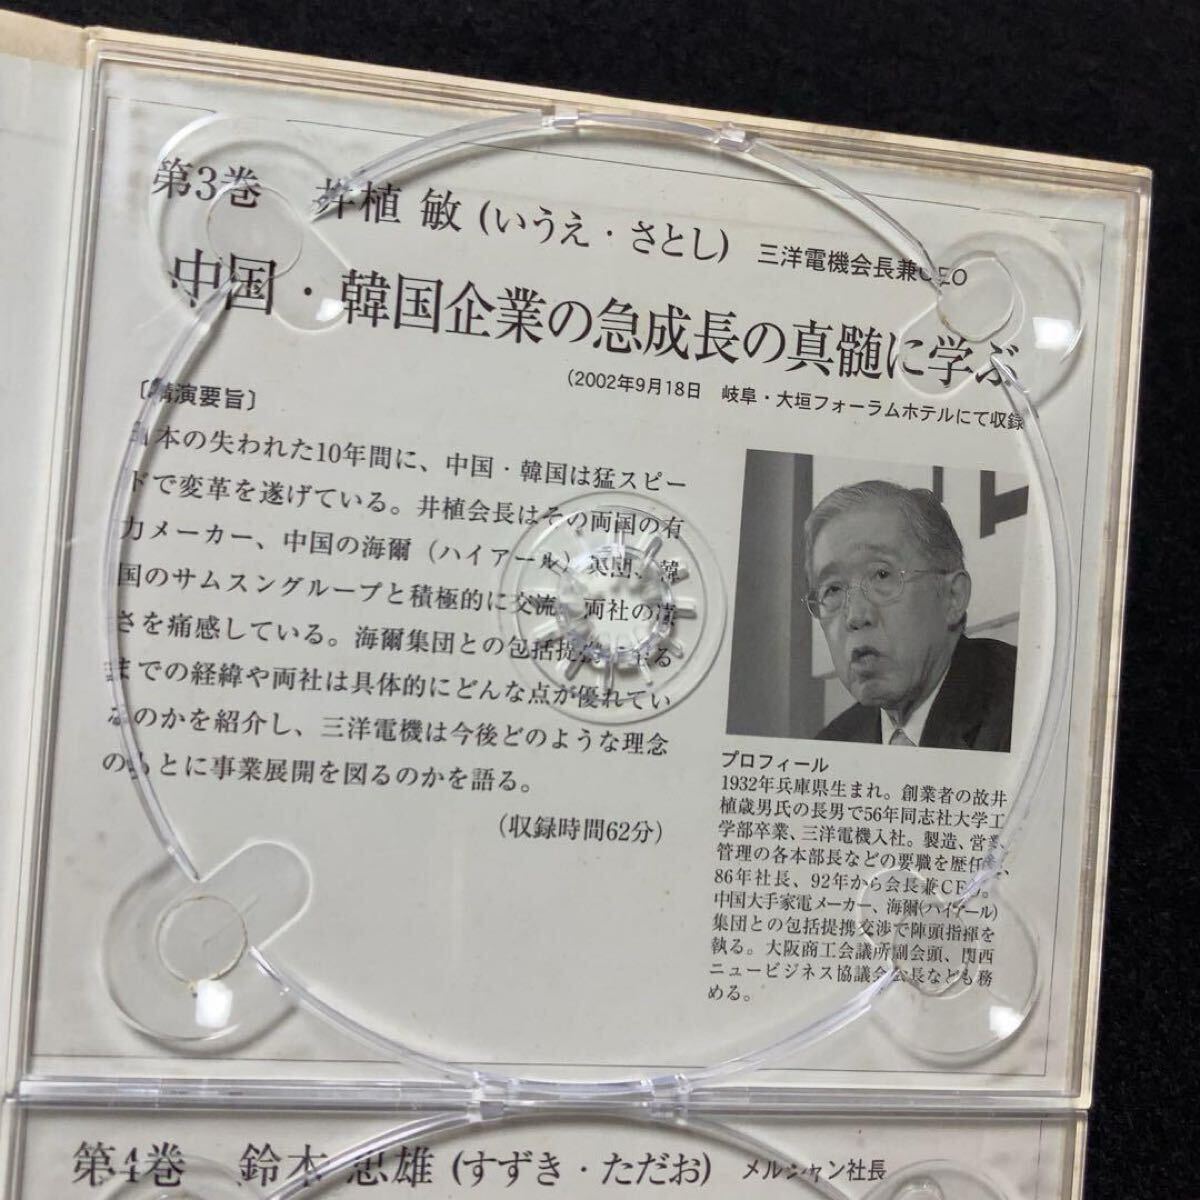 第3巻 井植 敏 (いうえ・さとし) 三洋電機会長兼CEO
中国・韓国企業の急成長の真髄に学ぶ
(2002年9月18日 岐阜・大垣フォーラムホテルにて収録
〔講演要旨〕
日本の失われた10年間に、中国・韓国は猛スピー
ドで変革を遂げている。井植会長はその両国の有
力メーカー、中国の海爾（ハイアール）集団、韓
国のサムスングループと積極的に交流、両社の凄
さを痛感している。海爾集団との包括提携に至る
までの経緯や両社は具体的にどんな点が優れてい
るのかを紹介し、三洋電機は今後どのような理念
のもとに事業展開を図るのかを語る。
（収録時間62分）
プロフィール
1932年兵庫県生まれ。創業者の故井
植歳男氏の長男で56年同志社大学工
学部卒業、三洋電機入社。製造、営業、
管理の各本部長などの要職を歴任後、
86年社長、92年から会長兼CEO。
中国大手家電メーカー、海爾(ハイアール)
集団との包括提携交渉で陣頭指揮を
執る。大阪商工会議所副会頭、関西
ニュービジネス協議会会長なども務
める。
第4巻 鈴木 忠雄 (すずき・ただお) メルシャン社長